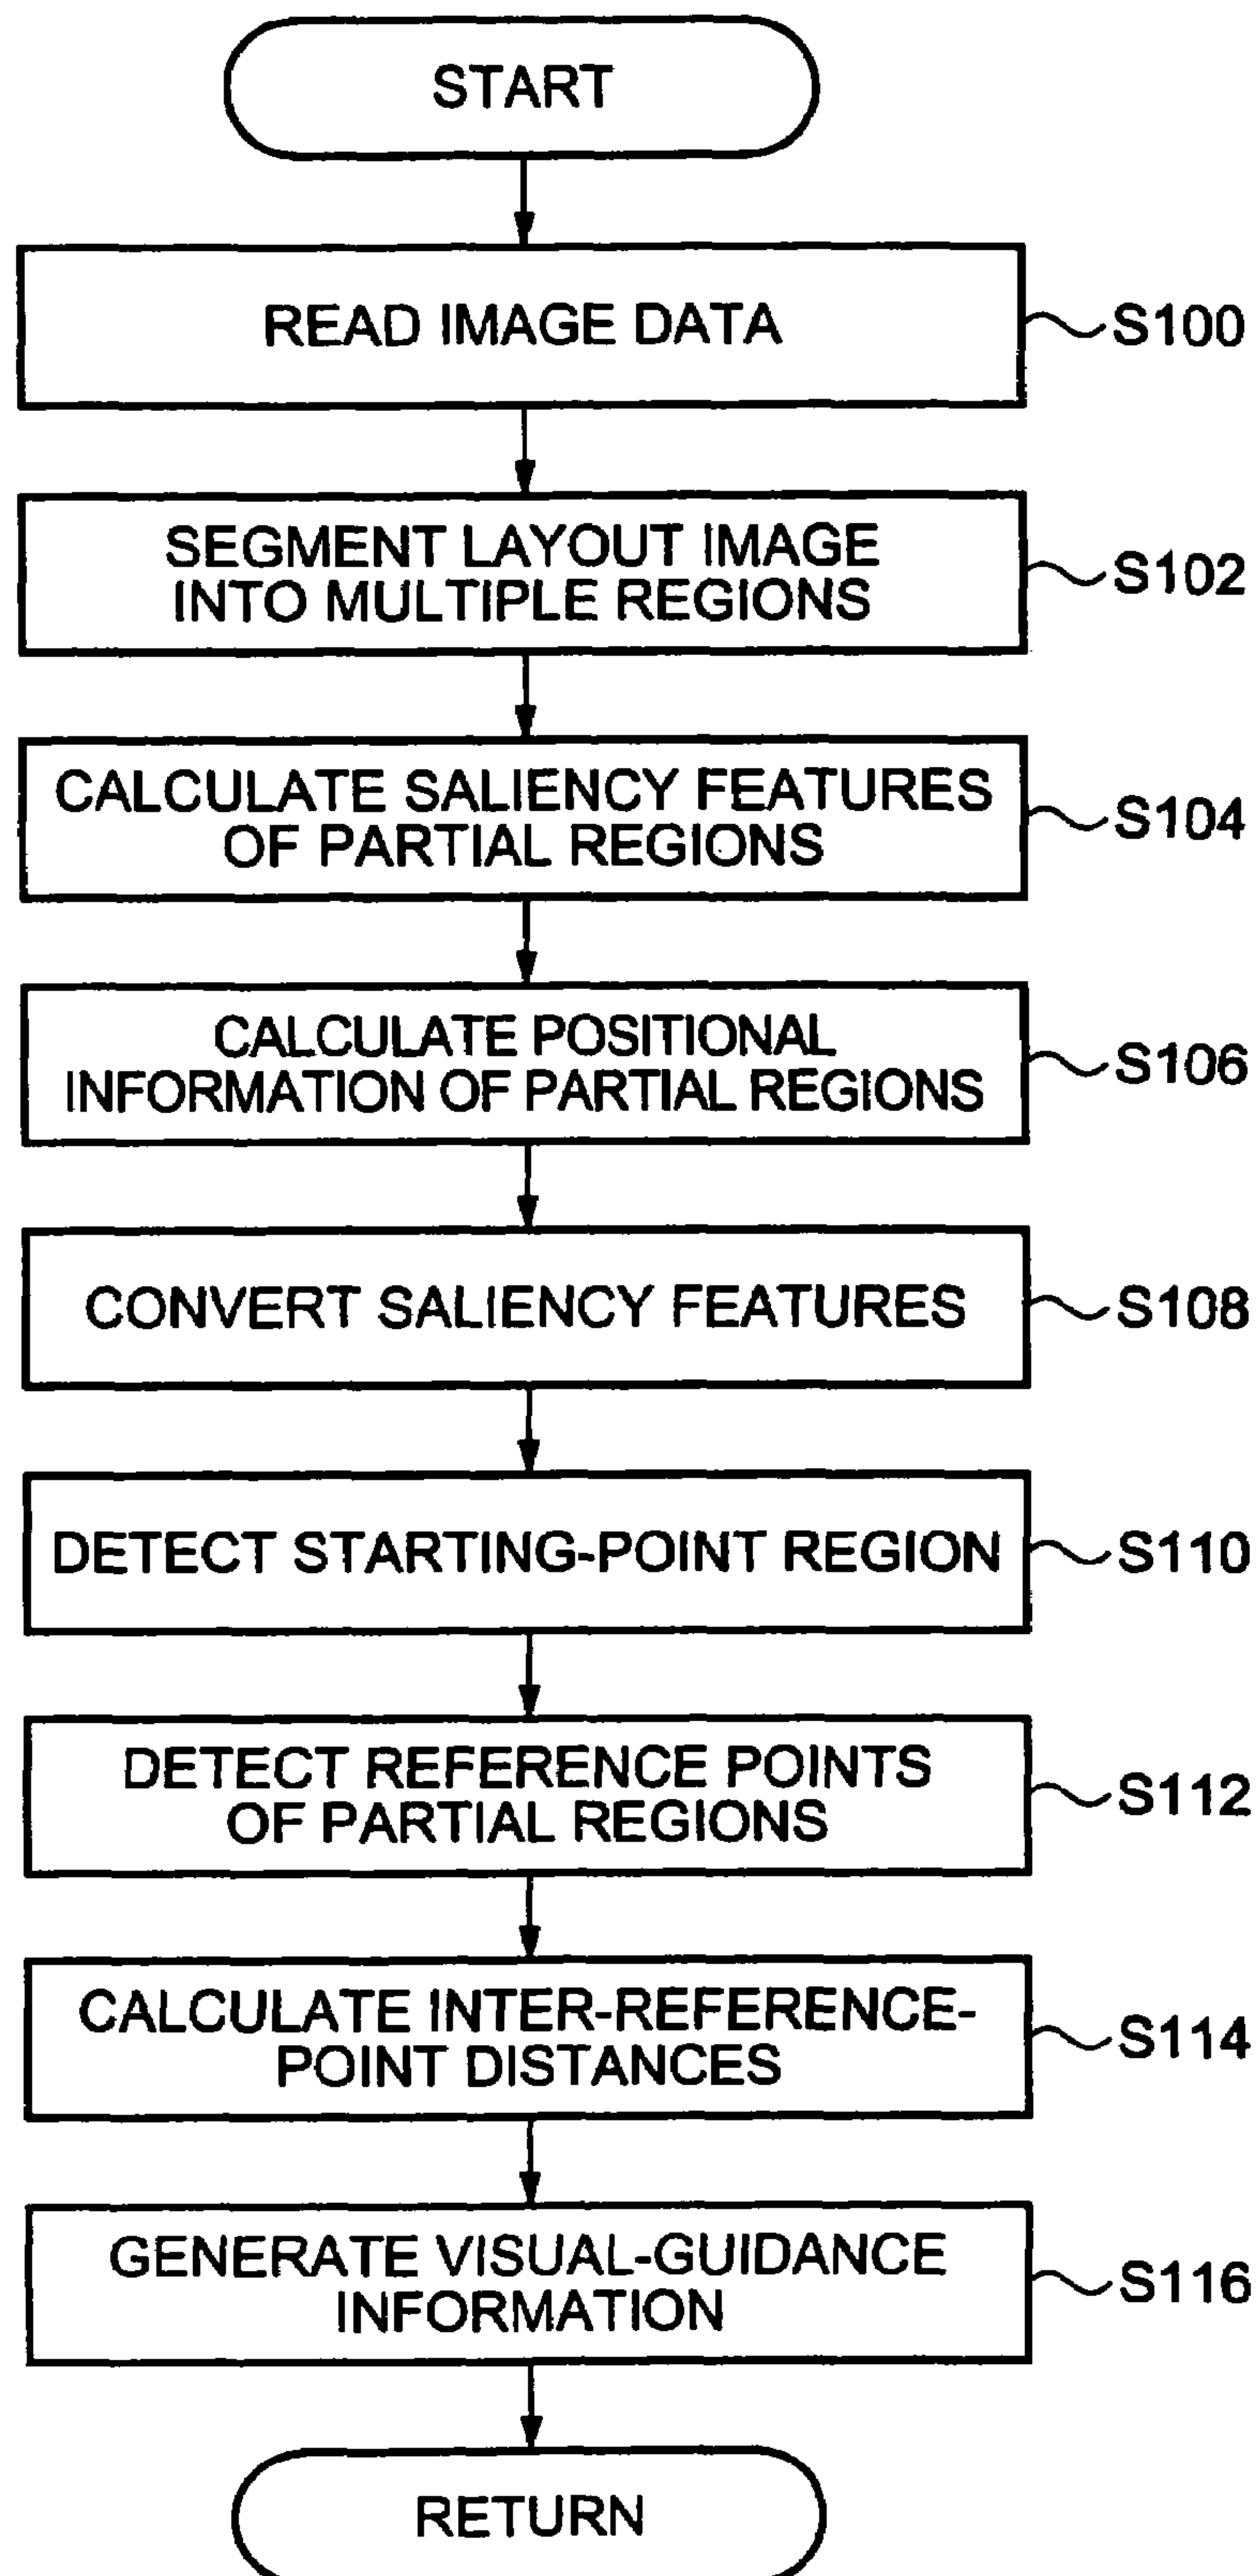 START
READ IMAGE DATA
S100
SEGMENT LAYOUT IMAGE
INTO MULTIPLE REGIONS
S102
CALCULATE SALIENCY FEATURES
OF PARTIAL REGIONS
S104
CALCULATE POSITIONAL
INFORMATION OF PARTIAL REGIONS
S106
CONVERT SALIENCY FEATURES
S108
DETECT STARTING-POINT REGION
S110
DETECT REFERENCE POINTS
OF PARTIAL REGIONS
S112
CALCULATE INTER-REFERENCE-
POINT DISTANCES
S114
GENERATE VISUAL-GUIDANCE
INFORMATION
S116
RETURN